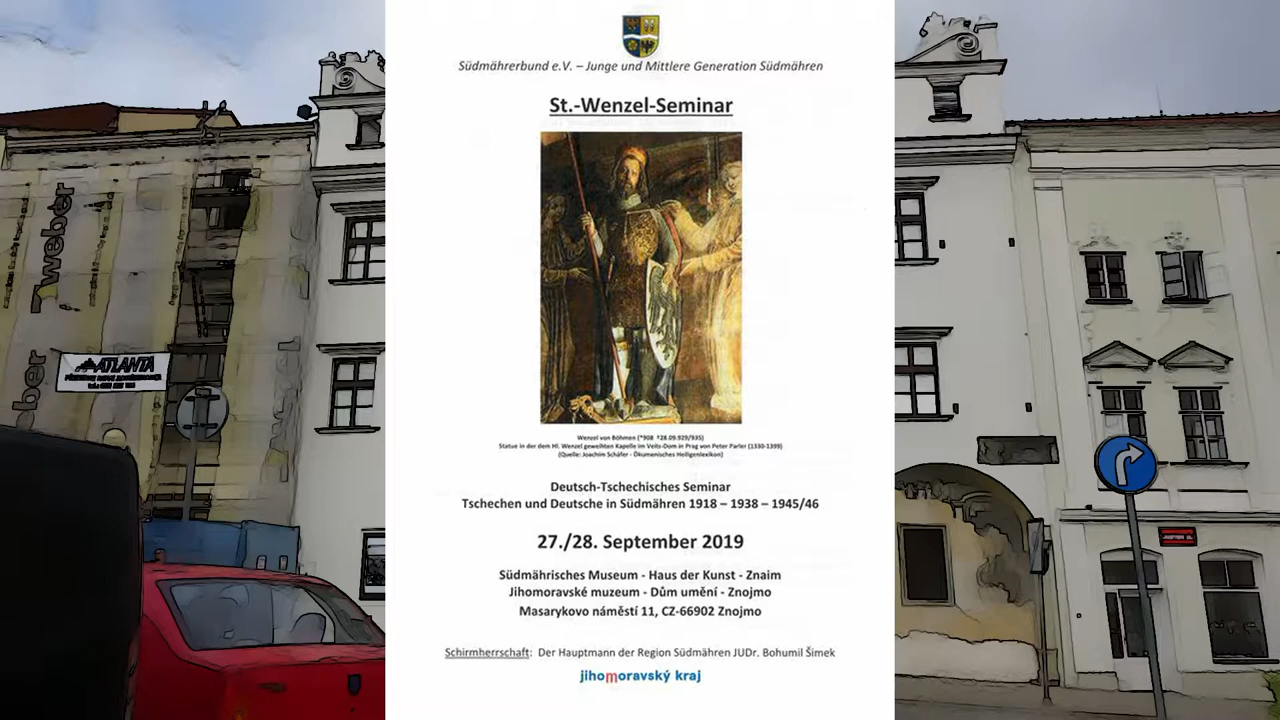 Südmährerbund e.V. – Junge und Mittlere Generation Südmähren
St.-Wenzel-Seminar
Wenzel von Böhmen (*908 †28.09.929/935)
Statue in der dem Hl. Wenzel geweihten Kapelle im Veits-Dom in Prag von Peter Parler (1330-1399)
(Quelle: Joachim Schäfer - Ökumenisches Heiligenlexikon)
Deutsch-Tschechisches Seminar
Tschechen und Deutsche in Südmähren 1918 – 1938 – 1945/46
27./28. September 2019
Südmährisches Museum - Haus der Kunst - Znaim
Jihomoravské muzeum - Dům umění - Znojmo
Masarykovo náměstí 11, CZ-66902 Znojmo
Schirmherrschaft: Der Hauptmann der Region Südmähren JUDr. Bohumil Šimek
jihomoravský kraj
weber
ber
ATLANTA